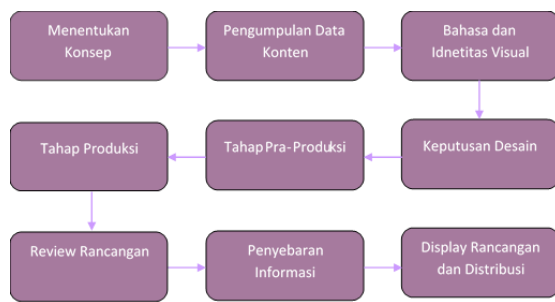 Menentukan
Konsep
Pengumpulan Data
Konten
Bahasa dan
Idnetitas Visual
Keputusan Desain
Tahap Pra-Produksi
Tahap Produksi
Review Rancangan
Penyebaran
Informasi
Display Rancangan
dan Distribusi